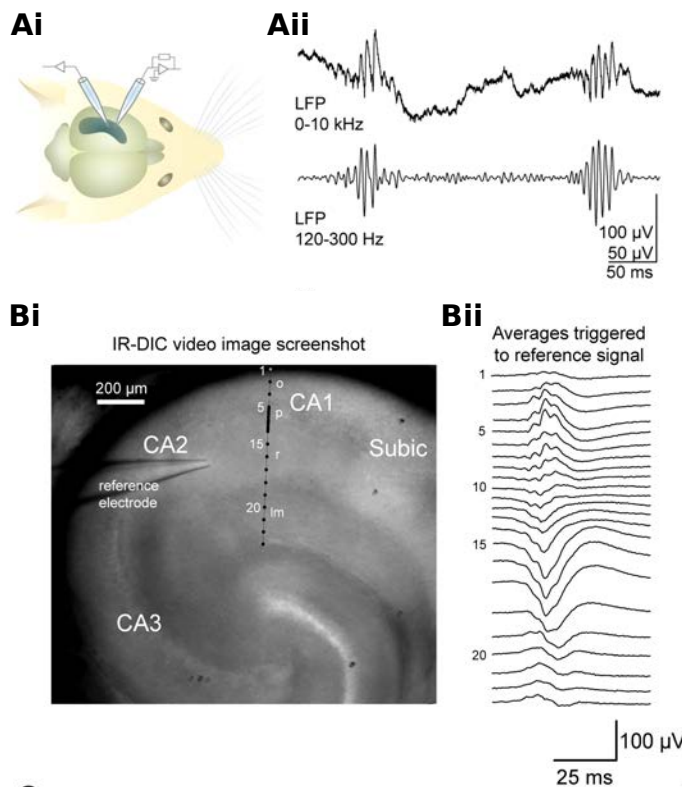 Ai
Aii
LFP
0-10 kHz
LFP
120-300 Hz
100 µV
50 µV
50 ms
Bi
IR-DIC video image screenshot
200 µm
1
o
5
p
CA1
CA2
15
r
Subic
reference
electrode
20
lm
CA3
Bii
Averages triggered
to reference signal
1
5
10
15
20
100 µV
25 ms